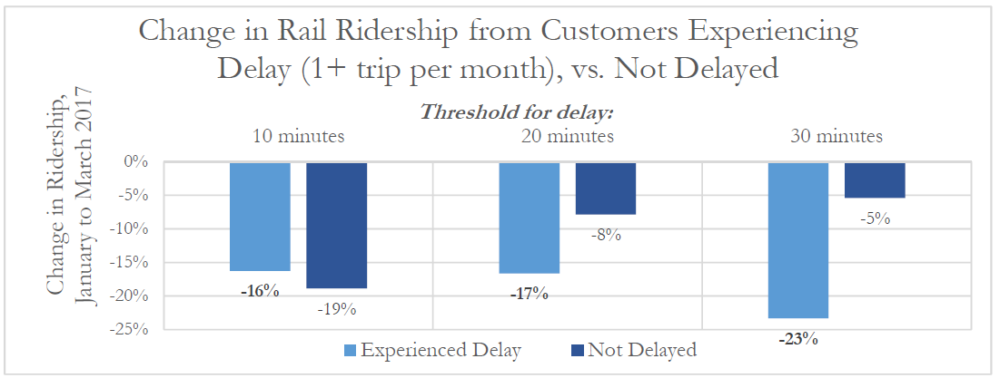 Change in Rail Ridership from Customers Experiencing
Delay (1+ trip per month), vs. Not Delayed
Threshold for delay:
10 minutes 20 minutes 30 minutes
Change in Ridership,
January to March 2017
0%
-5%
-10%
-15%
-20%
-25%
-16%
-19%
-17%
-8%
-23%
-5%
Experienced Delay Not Delayed